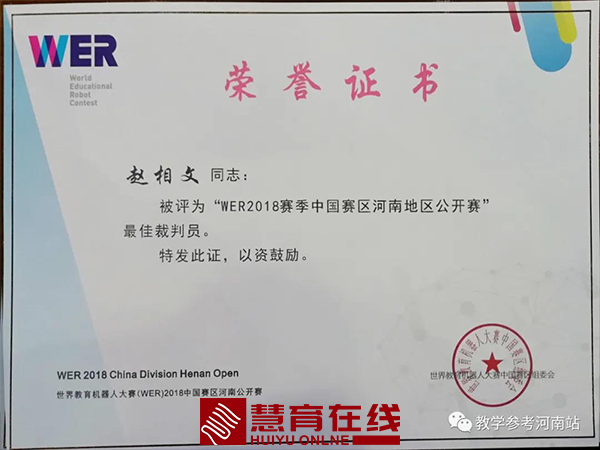 WER
World
Educational
Robot
Contest
荣誉证书
赵相文 同志：
被评为“WER2018赛季中国赛区河南地区公开赛”
最佳裁判员。
特发此证，以资鼓励。
WER 2018 China Division Henan Open
世界教育机器人大赛(WER)2018中国赛区河南公开赛
世界教育机器人大赛中国赛区组委会
慧育在线
HUIYU ONLINE
教学参考河南站